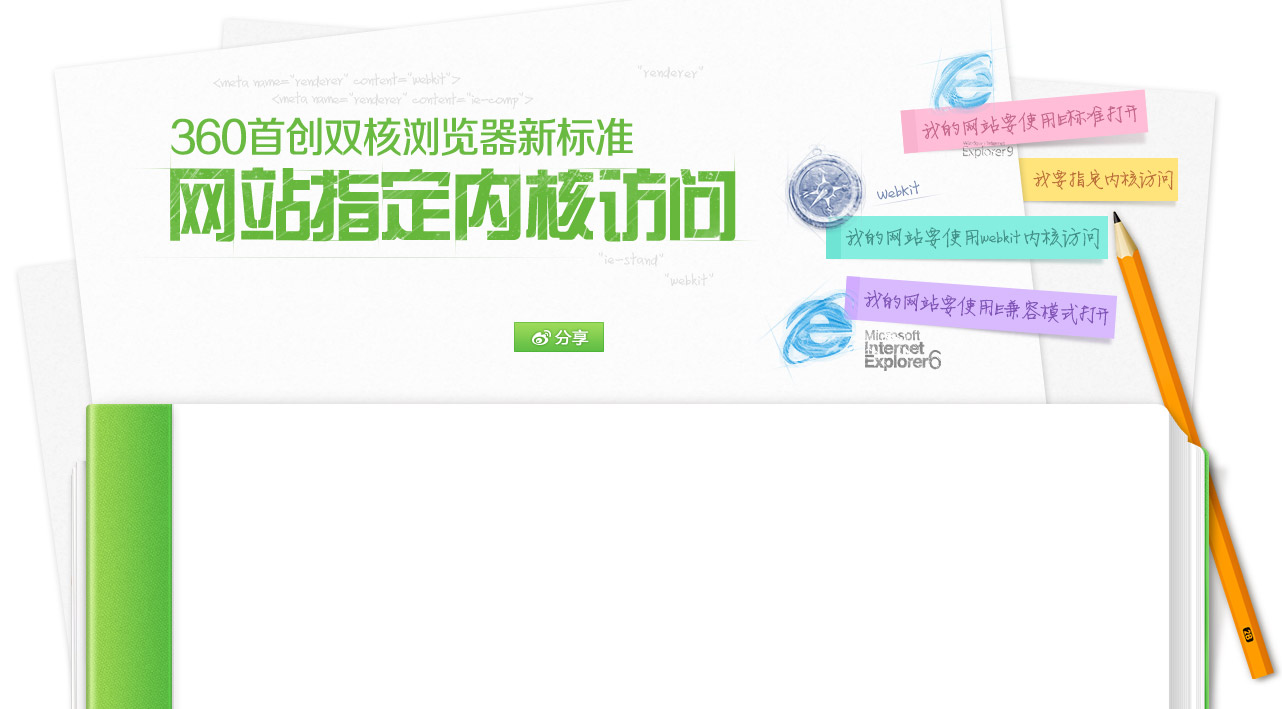 <meta name="renderer" content="webkit">
"renderer"
<meta name="renderer" content="ie-comp">
360首创双核浏览器新标准
网站指定内核访问
"ie-stand"
"webkit"
分享
我的网站要使用IE标准打开
Explorer9
我要指定内核访问
webkit
我的网站要使用webkit内核访问
我的网站要使用IE兼容模式打开
Microsoft
Internet
Explorer6
2B